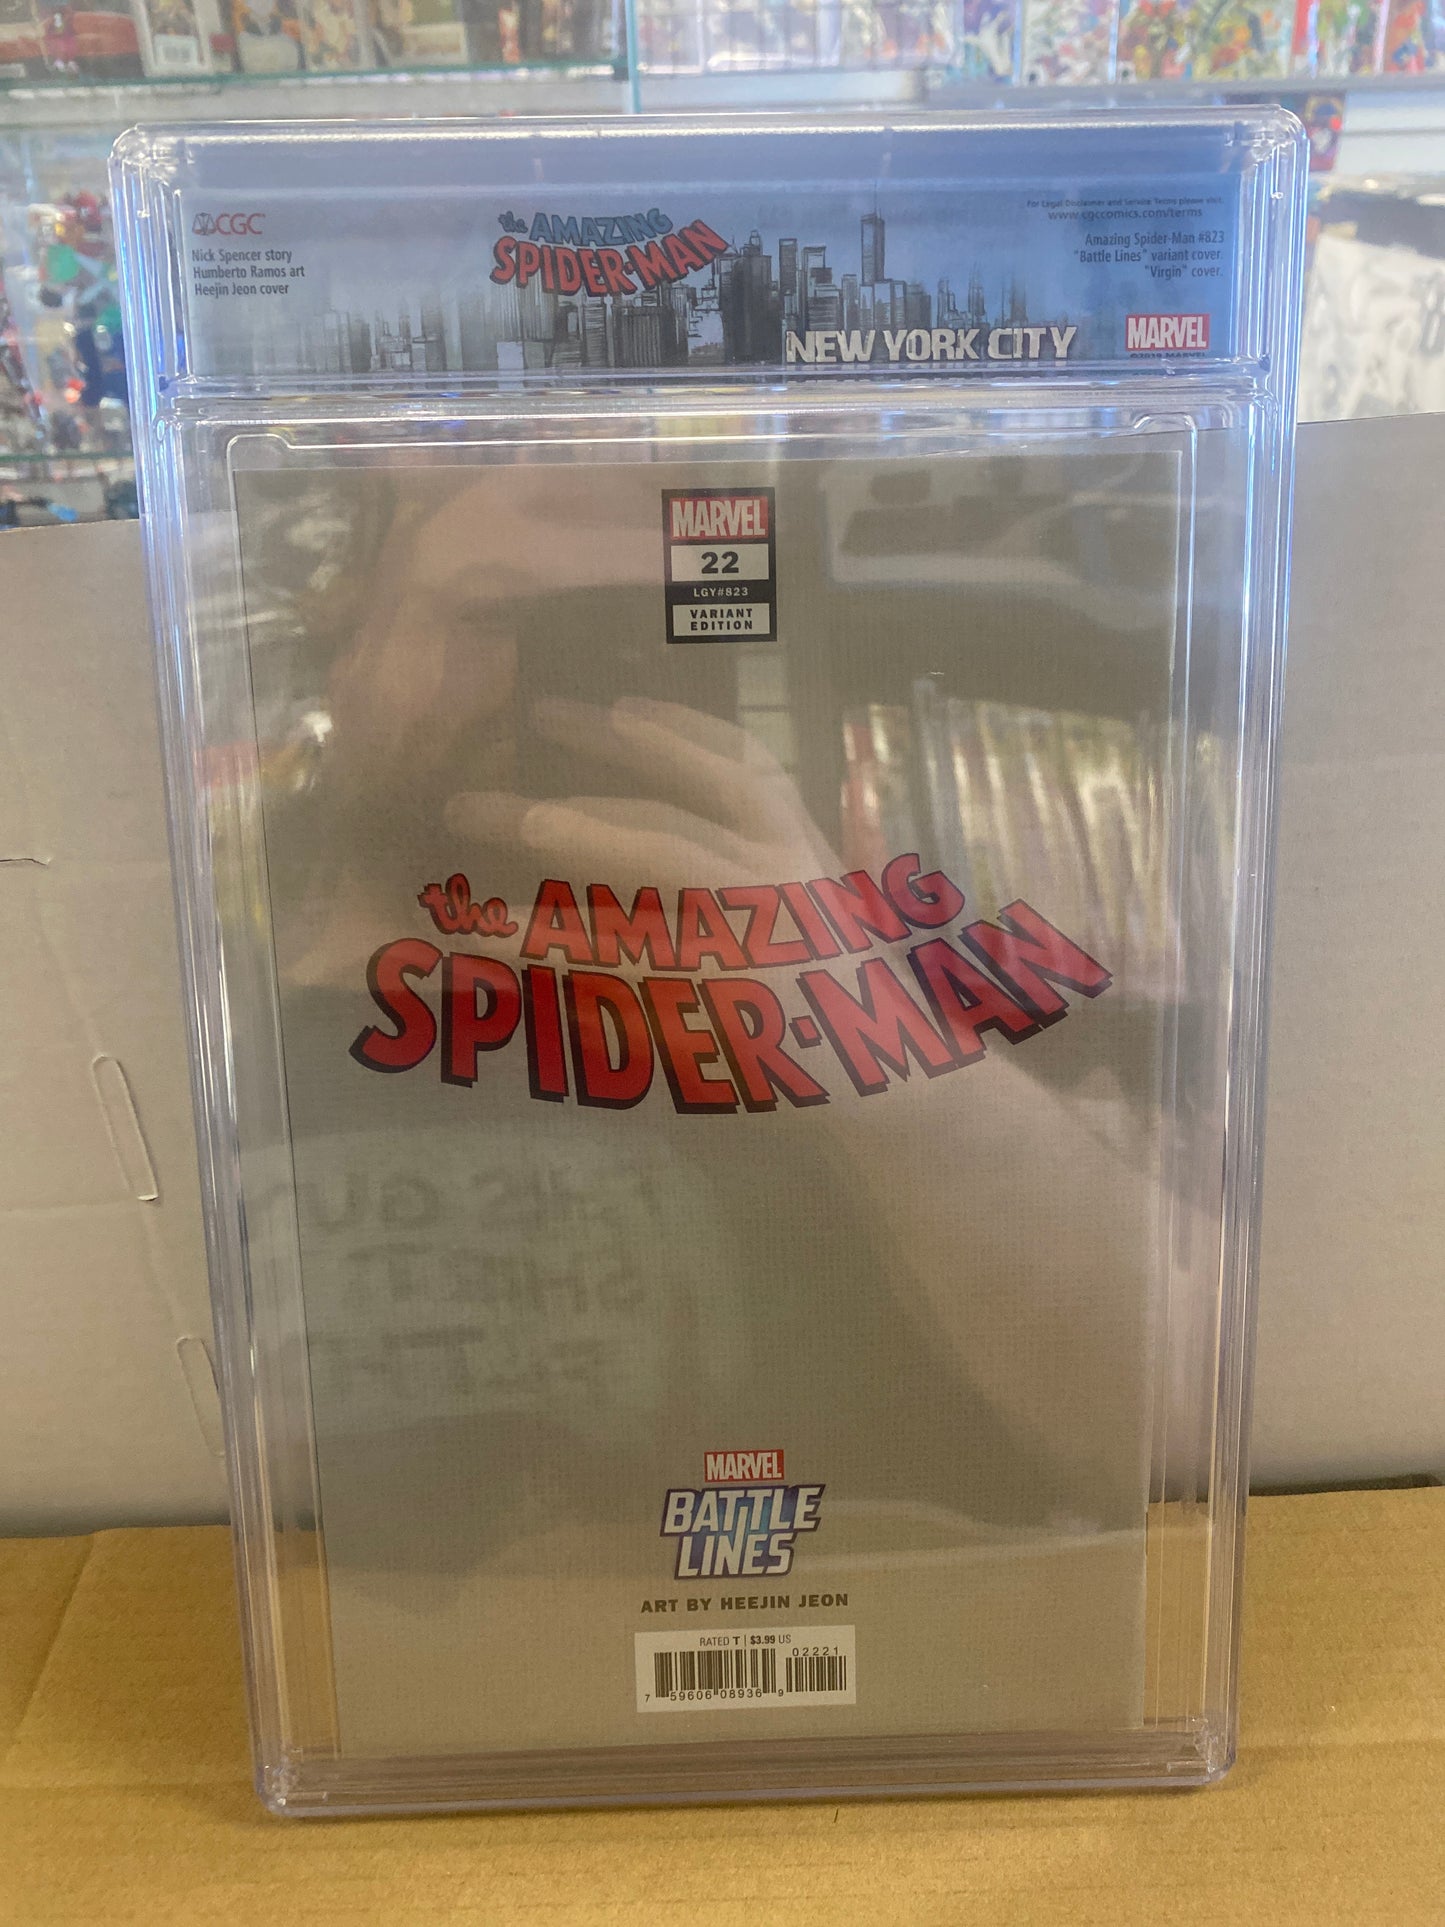 CGC
Nick Spencer story
Humberto Ramos art
Heejin Jeon cover
the AMAZING
SPIDER-MAN
NEW YORK CITY
For Legal Disclaimer and Service Terms please visit
www.cgccomics.com/terms
Amazing Spider-Man #823
"Battle Lines" variant cover.
"Virgin" cover.
MARVEL
©2019 MARVEL
MARVEL
22
LGY#823
VARIANT
EDITION
the AMAZING
SPIDER-MAN
MARVEL
BATTLE
LINES
ART BY HEEJIN JEON
RATED T | $3.99 US
02221
7 59606 08936 9